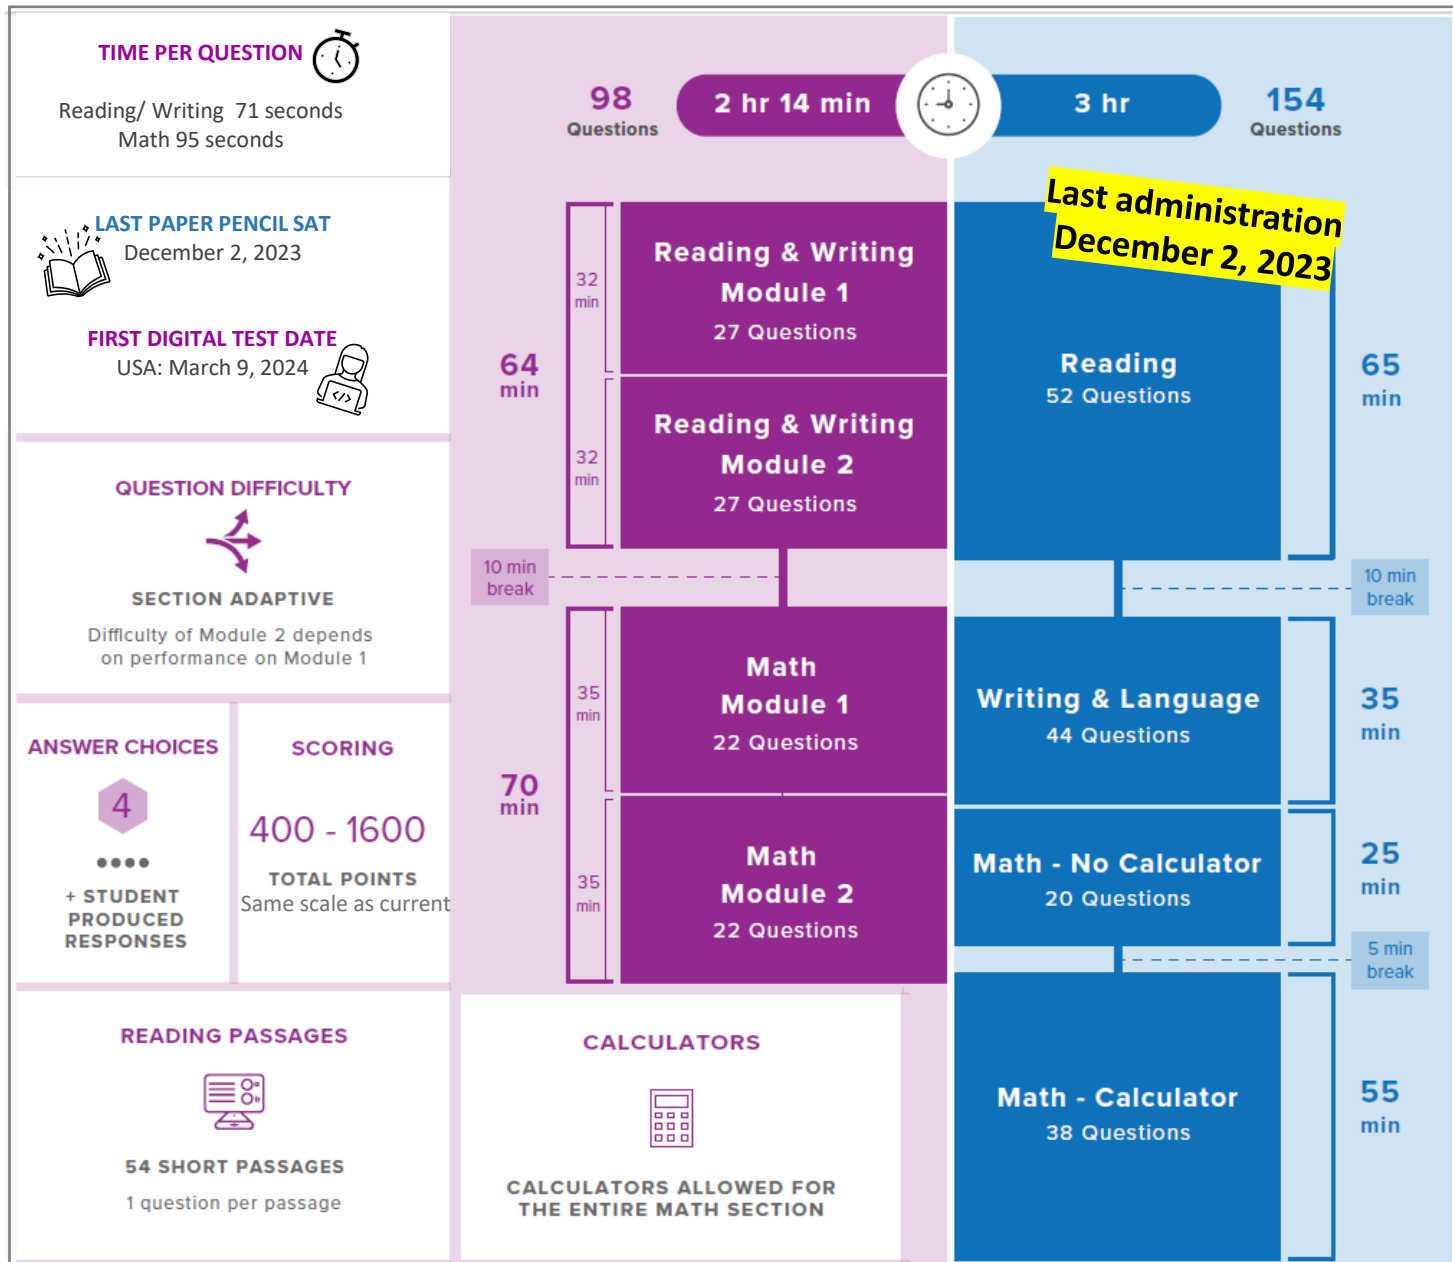 TIME PER QUESTION
Reading/ Writing 71 seconds
Math 95 seconds
LAST PAPER PENCIL SAT
December 2, 2023
FIRST DIGITAL TEST DATE
USA: March 9, 2024
</>
QUESTION DIFFICULTY
SECTION ADAPTIVE
Difficulty of Module 2 depends
on performance on Module 1
ANSWER CHOICES
4
+ STUDENT
PRODUCED
RESPONSES
SCORING
400 - 1600
TOTAL POINTS
Same scale as current
READING PASSAGES
54 SHORT PASSAGES
1 question per passage
98
Questions
2 hr 14 min
64
min
32
min
Reading & Writing
Module 1
27 Questions
32
min
Reading & Writing
Module 2
27 Questions
10 min
break
70
min
35
min
Math
Module 1
22 Questions
35
min
Math
Module 2
22 Questions
CALCULATORS
CALCULATORS ALLOWED FOR
THE ENTIRE MATH SECTION
3 hr
154
Questions
Last administration
December 2, 2023
Reading
52 Questions
65
min
10 min
break
Writing & Language
44 Questions
35
min
Math - No Calculator
20 Questions
25
min
5 min
break
Math - Calculator
38 Questions
55
min